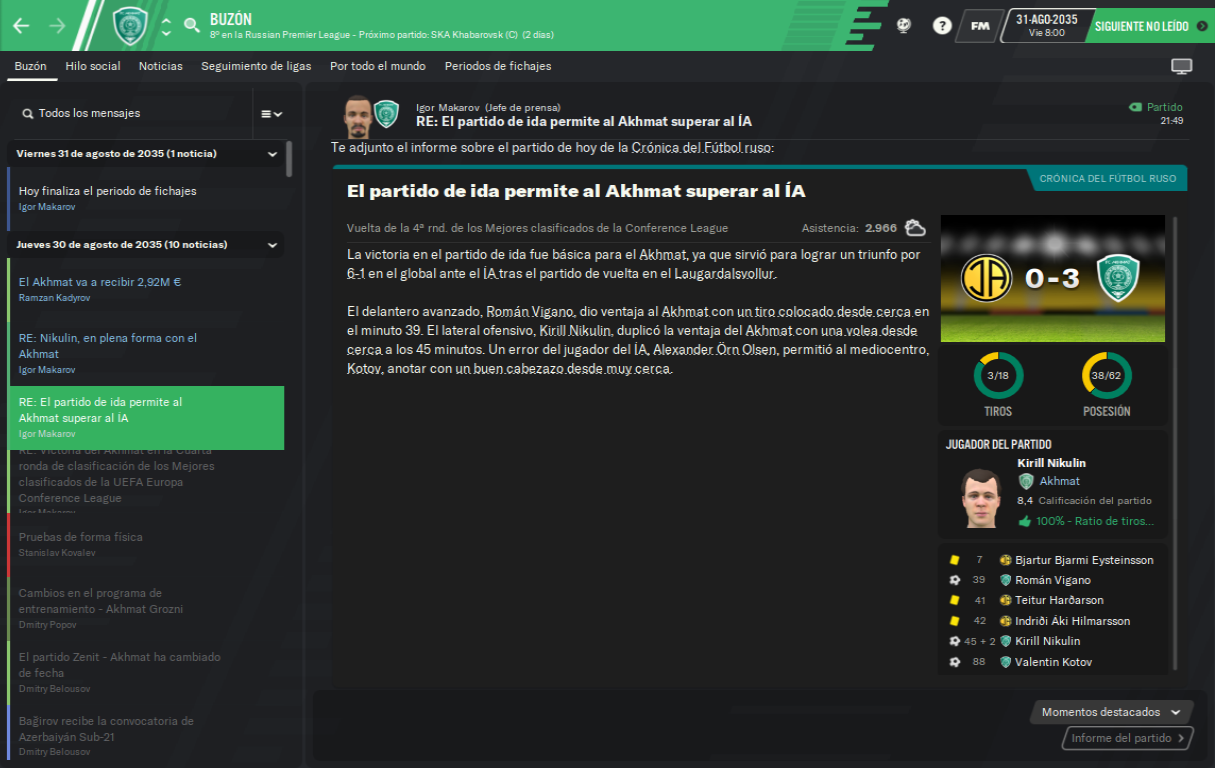 BUZÓN
8º en la Russian Premier League - Próximo partido: SKA Khabarovsk (C) (2 días)
?
FM
31-AGO-2035
Vie 8:00
SIGUIENTE NO LEÍDO
Buzón Hilo social Noticias Seguimiento de ligas Por todo el mundo Periodos de fichajes
Todos los mensajes
Viernes 31 de agosto de 2035 (1 noticia)
Hoy finaliza el periodo de fichajes
Igor Makarov
Jueves 30 de agosto de 2035 (10 noticias)
El Akhmat va a recibir 2,92M €
Ramzan Kadyrov
RE: Nikulin, en plena forma con el
Akhmat
Igor Makarov
RE: El partido de ida permite al
Akhmat superar al ÍA
Igor Makarov
RE: Victoria del Akhmat en la Cuarta
ronda de clasificación de los Mejores
clasificados de la UEFA Europa
Conference League
Igor Makarov
Pruebas de forma física
Stanislav Kovalev
Cambios en el programa de
entrenamiento - Akhmat Grozni
Dmitry Popov
El partido Zenit - Akhmat ha cambiado
de fecha
Dmitry Belousov
Bağirov recibe la convocatoria de
Azerbaiyán Sub-21
Dmitry Belousov
Igor Makarov (Jefe de prensa)
RE: El partido de ida permite al Akhmat superar al ÍA
Partido
21:49
Te adjunto el informe sobre el partido de hoy de la Crónica del Fútbol ruso:
CRÓNICA DEL FÚTBOL RUSO
El partido de ida permite al Akhmat superar al ÍA
Vuelta de la 4ª rnd. de los Mejores clasificados de la Conference League
Asistencia: 2.966
La victoria en el partido de ida fue básica para el Akhmat, ya que sirvió para lograr un triunfo por
6-1 en el global ante el ÍA tras el partido de vuelta en el Laugardalsvollur.
El delantero avanzado, Román Vigano, dio ventaja al Akhmat con un tiro colocado desde cerca en
el minuto 39. El lateral ofensivo, Kirill Nikulin, duplicó la ventaja del Akhmat con una volea desde
cerca a los 45 minutos. Un error del jugador del ÍA, Alexander Örn Olsen, permitió al mediocentro,
Kotov, anotar con un buen cabezazo desde muy cerca.
0-3
3/18
38/62
TIROS
POSESIÓN
JUGADOR DEL PARTIDO
Kirill Nikulin
Akhmat
8,4 Calificación del partido
100% - Ratio de tiros...
7 Bjartur Bjarmi Eysteinsson
39 Román Vigano
41 Teitur Harðarson
42 Indriði Áki Hilmarsson
45 + 2 Kirill Nikulin
88 Valentin Kotov
Momentos destacados
Informe del partido